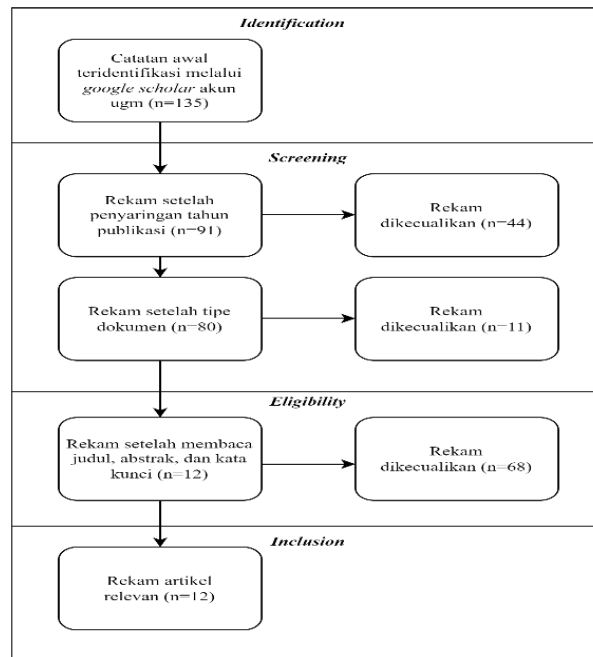 Identification
Catatan awal
teridentifikasi melalui
google scholar akun
ugm (n=135)
Screening
Rekam setelah
penyaringan tahun
publikasi (n=91)
Rekam
dikecualikan (n=44)
Rekam setelah tipe
dokumen (n=80)
Rekam
dikecualikan (n=11)
Eligibility
Rekam setelah membaca
judul, abstrak, dan kata
kunci (n=12)
Rekam
dikecualikan (n=68)
Inclusion
Rekam artikel
relevan (n=12)